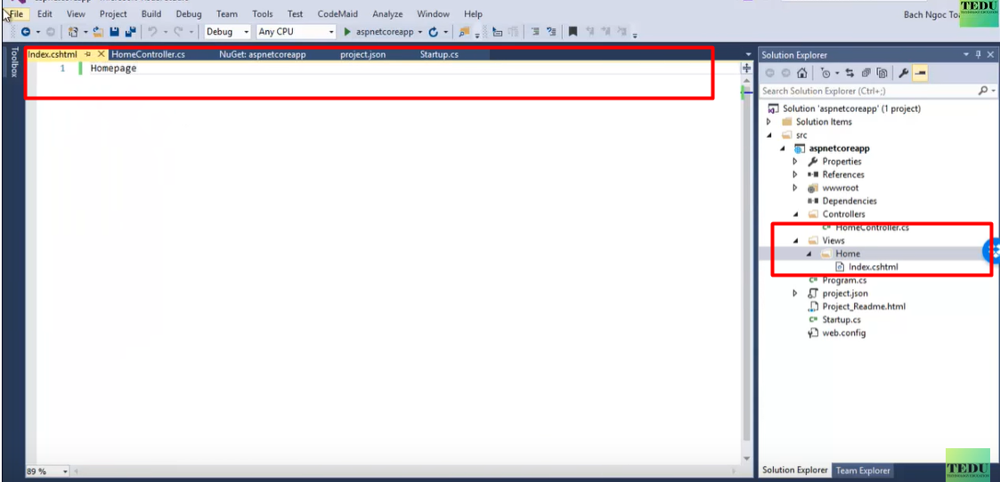 File Edit View Project Build Debug Team Tools Test CodeMaid Analyze Window Help
Bach Ngoc
TEDU
Debug Any CPU aspnetcoreapp
Toolbox
Index.cshtml HomeController.cs NuGet: aspnetcoreapp project.json Startup.cs
1 Homepage
89 %
Solution Explorer
Search Solution Explorer (Ctrl+;)
Solution 'aspnetcoreapp' (1 project)
Solution Items
src
aspnetcoreapp
Properties
References
wwwroot
Dependencies
Controllers
HomeController.cs
Views
Home
Index.cshtml
Program.cs
project.json
Project_Readme.html
Startup.cs
web.config
Solution Explorer Team Explorer
TEDU